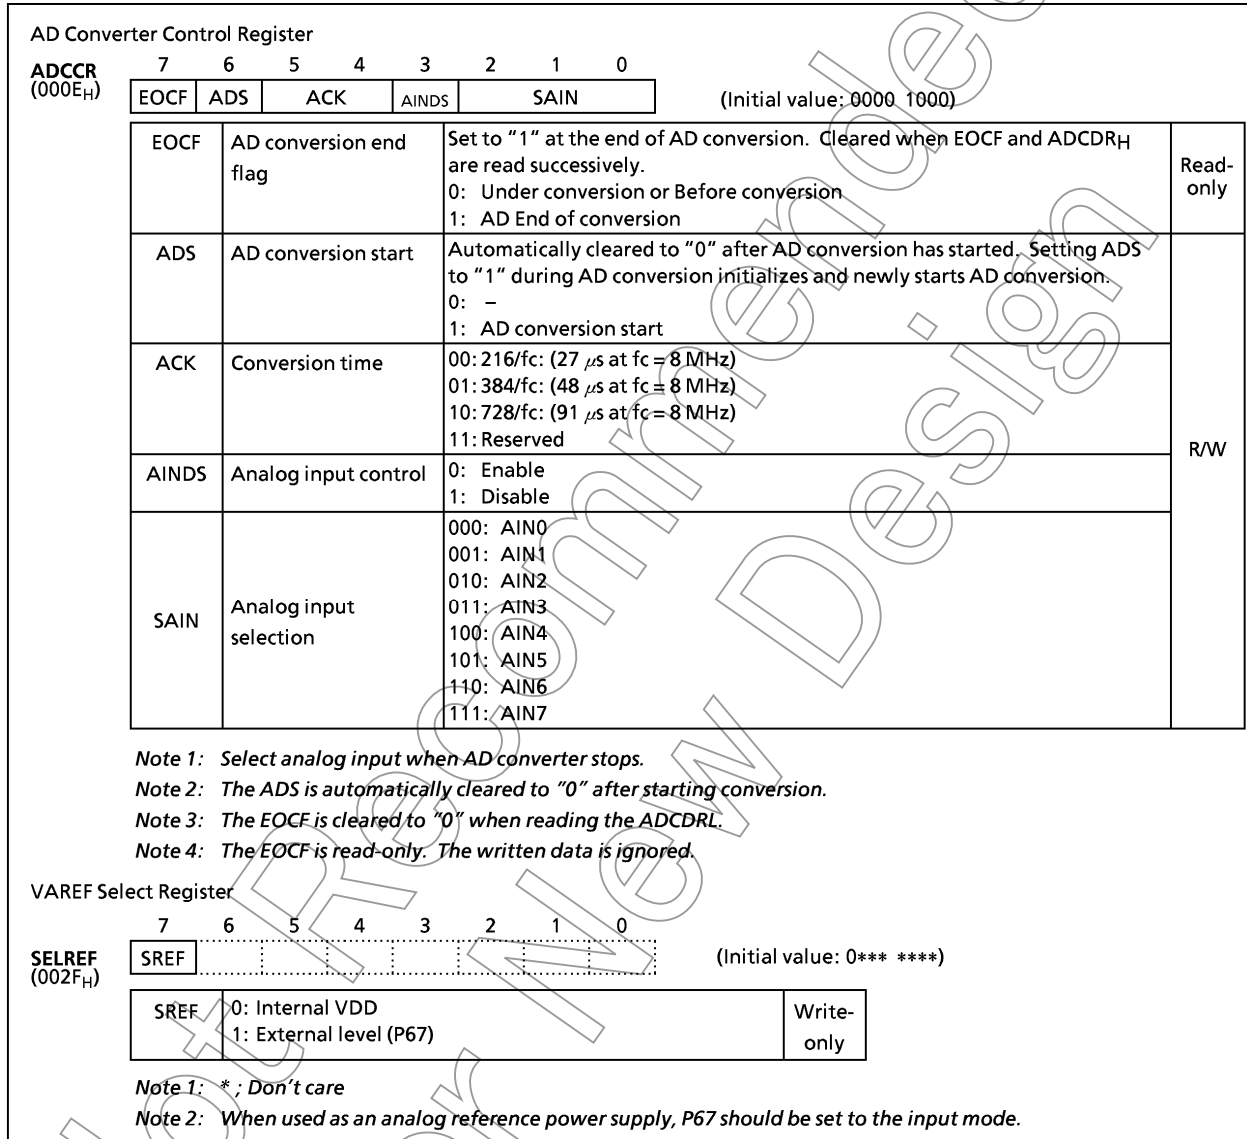 AD Converter Control Register
7 6 5 4 3 2 1 0
ADCCR
(000EH)
EOCF ADS ACK AINDS SAIN (Initial value: 0000 1000)
EOCF AD conversion end flag
Set to "1" at the end of AD conversion. Cleared when EOCF and ADCDRH
are read successively.
0: Under conversion or Before conversion
1: AD End of conversion
Read-
only
ADS AD conversion start
Automatically cleared to "0" after AD conversion has started. Setting ADS
to "1" during AD conversion initializes and newly starts AD conversion.
0: –
1: AD conversion start
ACK Conversion time
00: 216/fc: (27 μs at fc = 8 MHz)
01: 384/fc: (48 μs at fc = 8 MHz)
10: 728/fc: (91 μs at fc = 8 MHz)
11: Reserved
R/W
AINDS Analog input control
0: Enable
1: Disable
SAIN Analog input selection
000: AIN0
001: AIN1
010: AIN2
011: AIN3
100: AIN4
101: AIN5
110: AIN6
111: AIN7
Note 1: Select analog input when AD converter stops.
Note 2: The ADS is automatically cleared to "0" after starting conversion.
Note 3: The EOCF is cleared to "0" when reading the ADCDRL.
Note 4: The EOCF is read-only. The written data is ignored.
VAREF Select Register
7 6 5 4 3 2 1 0
SELREF
(002FH)
SREF (Initial value: 0*** ****)
SREF
0: Internal VDD
1: External level (P67)
Write-
only
Note 1: * ; Don't care
Note 2: When used as an analog reference power supply, P67 should be set to the input mode.
Not Recommended
for New Design